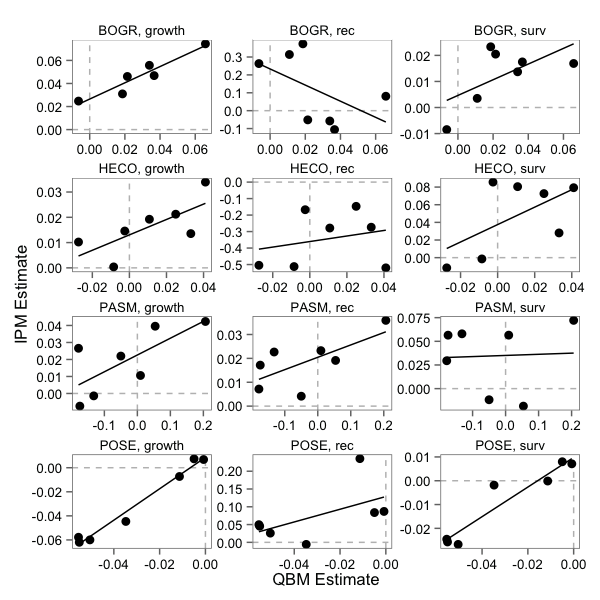 BOGR, growth
BOGR, rec
BOGR, surv
0.06
0.04
0.02
0.00
0.3
0.2
0.1
0.0
-0.1
0.02
0.01
0.00
-0.01
0.00 0.02 0.04 0.06
0.00 0.02 0.04 0.06
0.00 0.02 0.04 0.06
HECO, growth
HECO, rec
HECO, surv
0.03
0.02
0.01
0.00
0.0
-0.1
-0.2
-0.3
-0.4
-0.5
0.08
0.06
0.04
0.02
0.00
-0.02 0.00 0.02 0.04
-0.02 0.00 0.02 0.04
-0.02 0.00 0.02 0.04
IPM Estimate
PASM, growth
PASM, rec
PASM, surv
0.04
0.03
0.02
0.01
0.00
0.03
0.02
0.01
0.00
0.075
0.050
0.025
0.000
-0.1 0.0 0.1 0.2
-0.1 0.0 0.1 0.2
-0.1 0.0 0.1 0.2
POSE, growth
POSE, rec
POSE, surv
0.00
-0.02
-0.04
-0.06
0.20
0.15
0.10
0.05
0.00
0.01
0.00
-0.01
-0.02
-0.04 -0.02 0.00
-0.04 -0.02 0.00
-0.04 -0.02 0.00
QBM Estimate